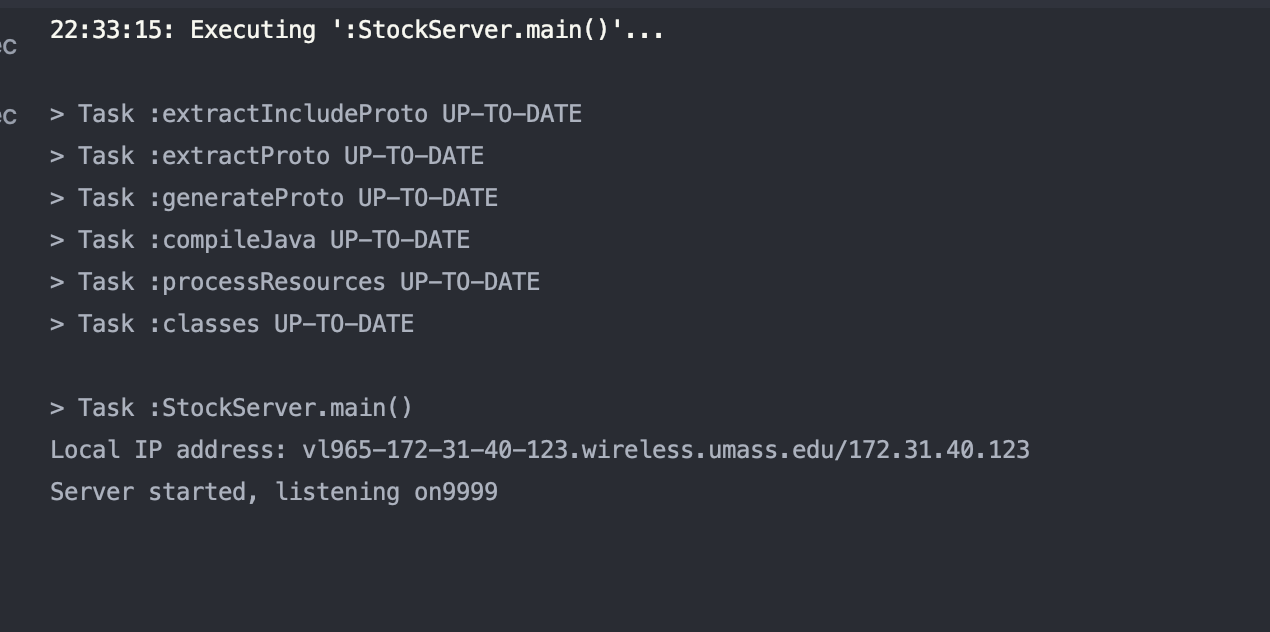 22:33:15: Executing ':StockServer.main()'...
ec
ec
> Task :extractIncludeProto UP-TO-DATE
> Task :extractProto UP-TO-DATE
> Task :generateProto UP-TO-DATE
> Task :compileJava UP-TO-DATE
> Task :processResources UP-TO-DATE
> Task :classes UP-TO-DATE
> Task :StockServer.main()
Local IP address: vl965-172-31-40-123.wireless.umass.edu/172.31.40.123
Server started, listening on9999